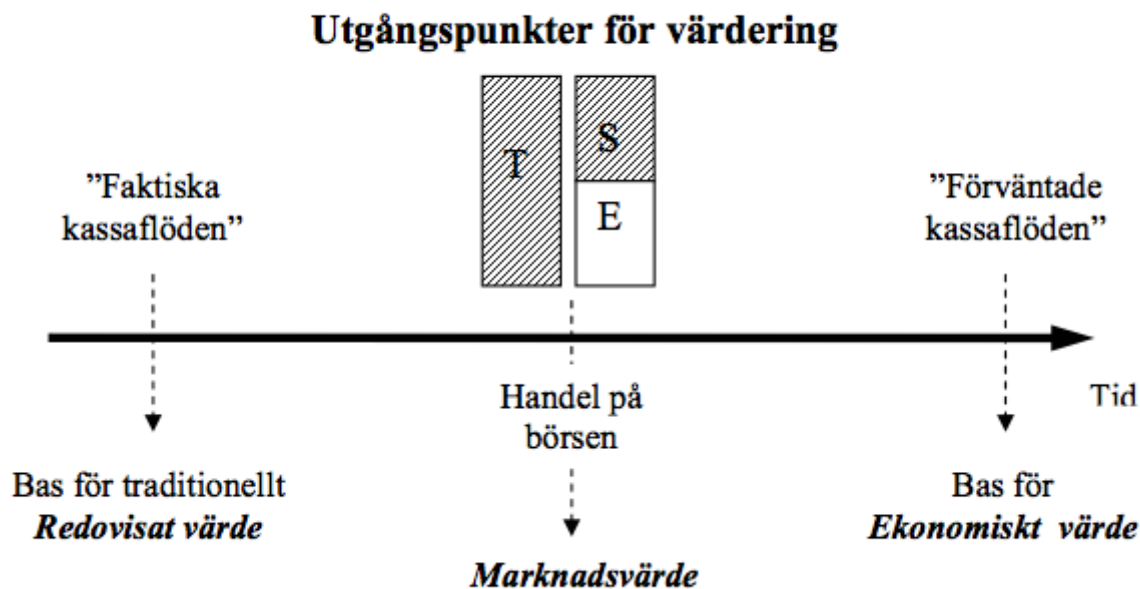 Utgångspunkter för värdering
T
S
E
”Faktiska
kassaflöden”
”Förväntade
kassaflöden”
Tid
Handel på
börsen
Bas för traditionellt
Redovisat värde
Marknadsvärde
Bas för
Ekonomiskt värde